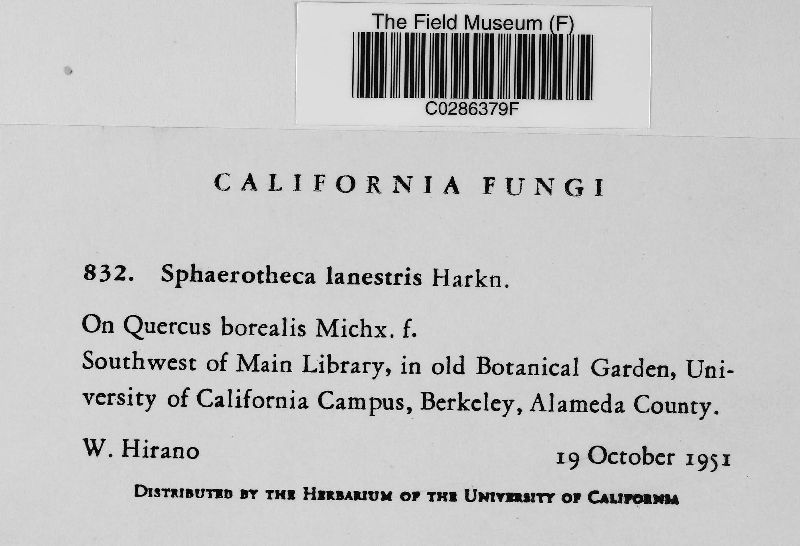 The Field Museum (F)
C0286379F
CALIFORNIA FUNGI
832. Sphaerotheca lanestris Harkn.
On Quercus borealis Michx. f.
Southwest of Main Library, in old Botanical Garden, Uni-
versity of California Campus, Berkeley, Alameda County.
W. Hirano 19 October 1951
DISTRIBUTED BY THE HERBARIUM OF THE UNIVERSITY OF CALIFORNIA